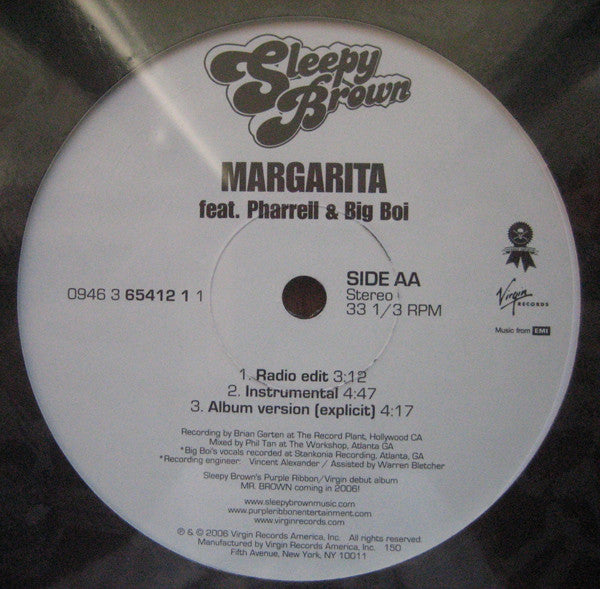 Sleepy
Brown
MARGARITA
feat. Pharrell & Big Boi
0946 3 65412 1 1
SIDE AA
Stereo
33 1/3 RPM
Virgin
RECORDS
Music from EMI
1. Radio edit 3:12
2. Instrumental 4:47
3. Album version (explicit) 4:17
Recording by Brian Garten at The Record Plant, Hollywood CA
Mixed by Phil Tan at The Workshop, Atlanta GA
*Big Boi's vocals recorded at Stankonia Recording, Atlanta, GA
*Recording engineer: Vincent Alexander / Assisted by Warren Bletcher
Sleepy Brown's Purple Ribbon/Virgin debut album
MR. BROWN coming in 2006!
www.sleepybrownmusic.com
www.purpleribbonentertainment.com
www.virginrecords.com
℗ & © 2006 Virgin Records America, Inc. All rights reserved.
Manufactured by Virgin Records America, Inc. 150
Fifth Avenue, New York, NY 10011